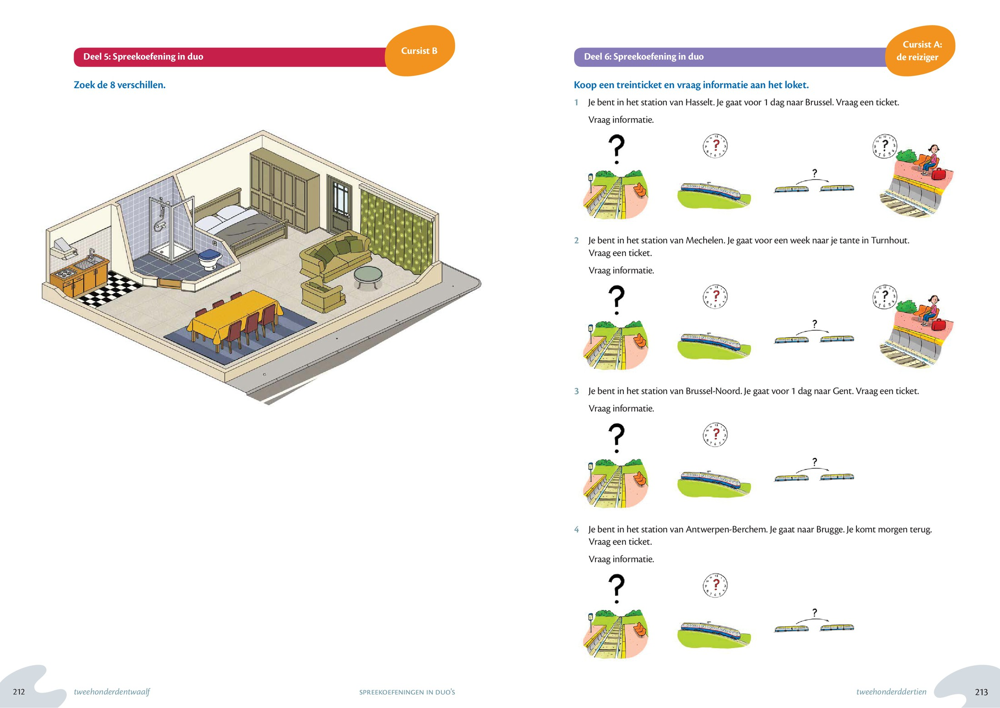 Deel 5: Spreekoefening in duo
Cursist B
Zoek de 8 verschillen.
212
tweehonderdentwaalf
SPREEKOEFENINGEN IN DUO'S
Deel 6: Spreekoefening in duo
Cursist A:
de reiziger
Koop een treinticket en vraag informatie aan het loket.
1 Je bent in het station van Hasselt. Je gaat voor 1 dag naar Brussel. Vraag een ticket.
Vraag informatie.
?
?
?
?
2 Je bent in het station van Mechelen. Je gaat voor een week naar je tante in Turnhout.
Vraag een ticket.
Vraag informatie.
?
?
?
?
3 Je bent in het station van Brussel-Noord. Je gaat voor 1 dag naar Gent. Vraag een ticket.
Vraag informatie.
?
?
?
4 Je bent in het station van Antwerpen-Berchem. Je gaat naar Brugge. Je komt morgen terug.
Vraag een ticket.
Vraag informatie.
?
?
?
tweehonderddertien
213